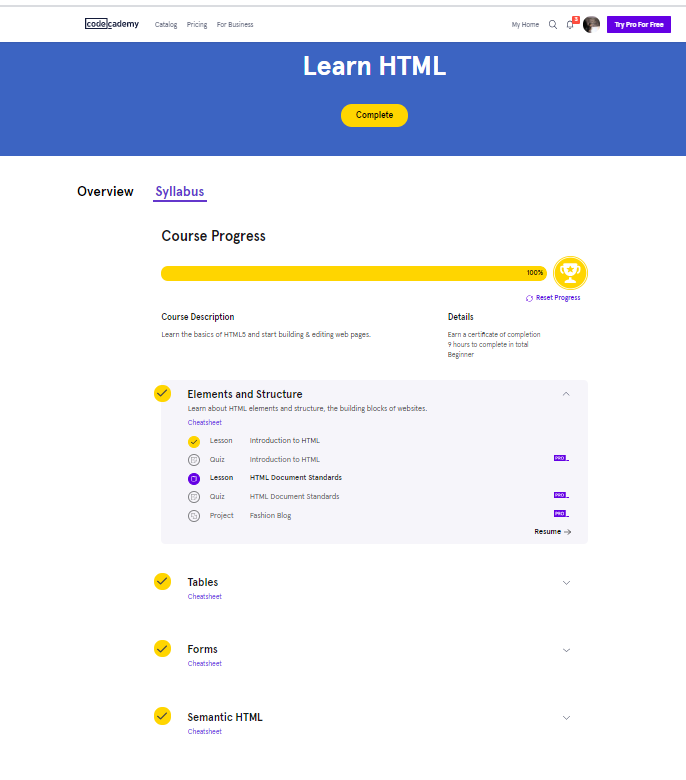 codecademy Catalog Pricing For Business My Home Try Pro For Free
Learn HTML
Complete
Overview Syllabus
Course Progress
100%
Reset Progress
Course Description
Learn the basics of HTML5 and start building & editing web pages.
Details
Earn a certificate of completion
9 hours to complete in total
Beginner
Elements and Structure
Learn about HTML elements and structure, the building blocks of websites.
Cheatsheet
Lesson Introduction to HTML
Quiz Introduction to HTML PRO
Lesson HTML Document Standards
Quiz HTML Document Standards PRO
Project Fashion Blog PRO
Resume
Tables
Cheatsheet
Forms
Cheatsheet
Semantic HTML
Cheatsheet